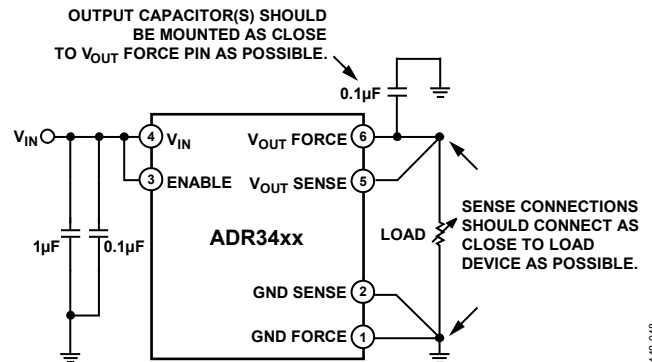 OUTPUT CAPACITOR(S) SHOULD
BE MOUNTED AS CLOSE
TO VOUT FORCE PIN AS POSSIBLE.
0.1µF
VIN
4
VIN
VOUT FORCE
6
3
ENABLE
VOUT SENSE
5
1µF
0.1µF
ADR34xx
LOAD
SENSE CONNECTIONS
SHOULD CONNECT AS
CLOSE TO LOAD
DEVICE AS POSSIBLE.
GND SENSE
2
GND FORCE
1